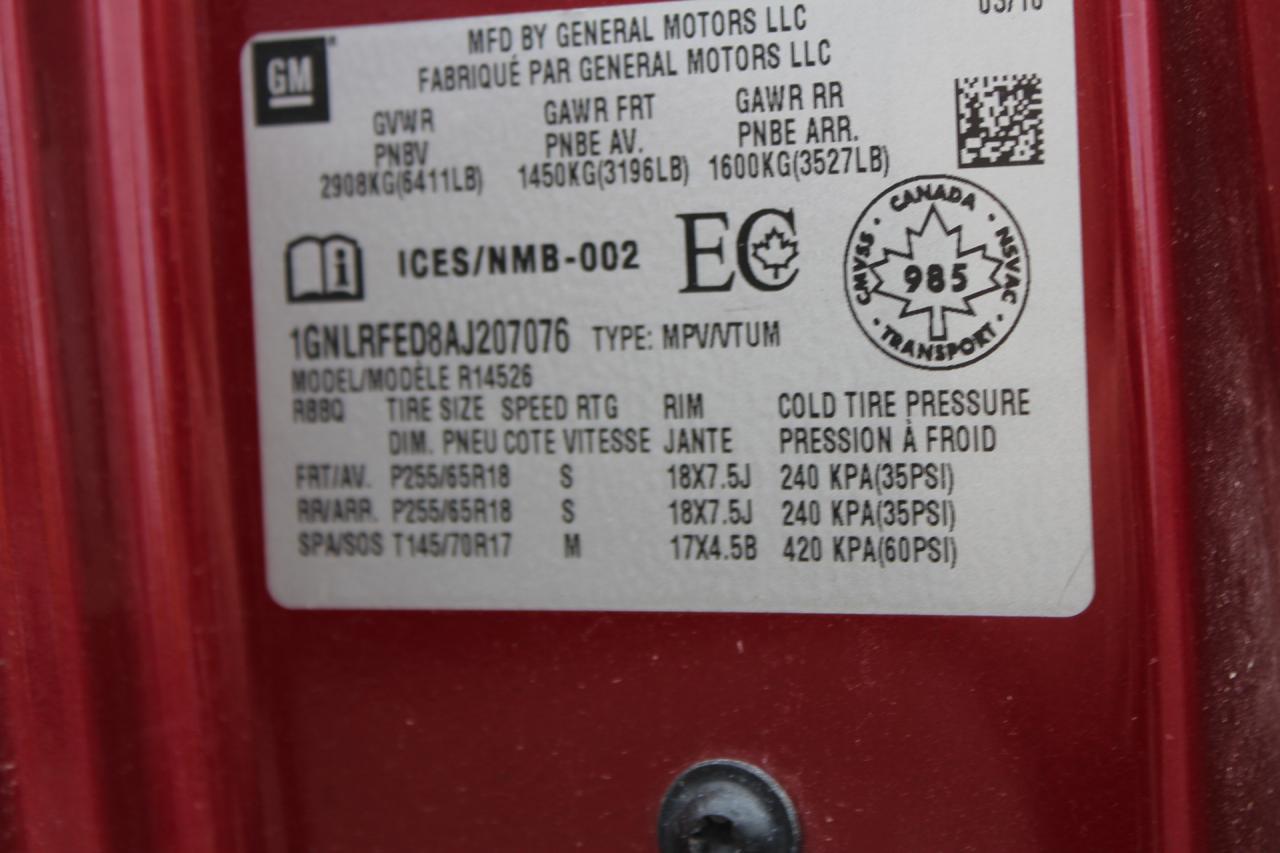 GM
MFD BY GENERAL MOTORS LLC
FABRIQUÉ PAR GENERAL MOTORS LLC
GVWR GAWR FRT GAWR RR
PNBV PNBE AV. PNBE ARR.
2908KG(6411LB) 1450KG(3196LB) 1600KG(3527LB)
i ICES/NMB-002 EC
CANADA
CMVSS 985 NSVAC
TRANSPORT
1GNLRFED8AJ207076 TYPE: MPV/VTUM
MODEL/MODÈLE R14526
RBBQ TIRE SIZE SPEED RTG RIM COLD TIRE PRESSURE
DIM. PNEU COTE VITESSE JANTE PRESSION À FROID
FRT/AV. P255/65R18 S 18X7.5J 240 KPA(35PSI)
RR/ARR. P255/65R18 S 18X7.5J 240 KPA(35PSI)
SPA/SOS T145/70R17 M 17X4.5B 420 KPA(60PSI)